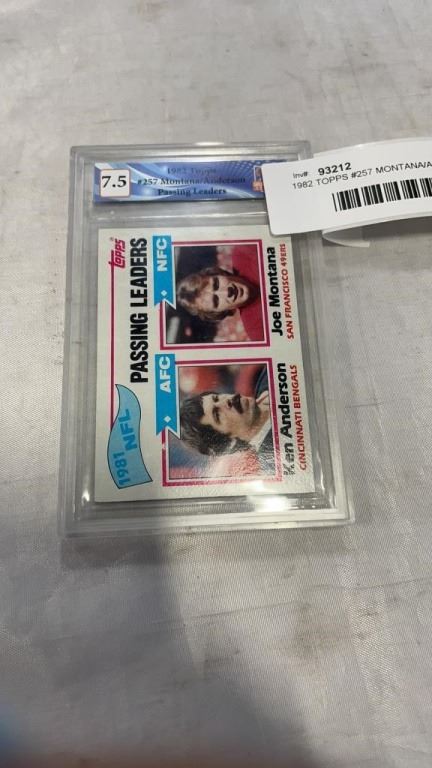 7.5
1982 Topps
#257 Montana/Anderson
Passing Leaders
Inv#: 93212
1982 TOPPS #257 MONTANA/A
topps
1981 NFL
PASSING LEADERS
AFC
NFC
Ken Anderson
CINCINNATI BENGALS
Joe Montana
SAN FRANCISCO 49ERS